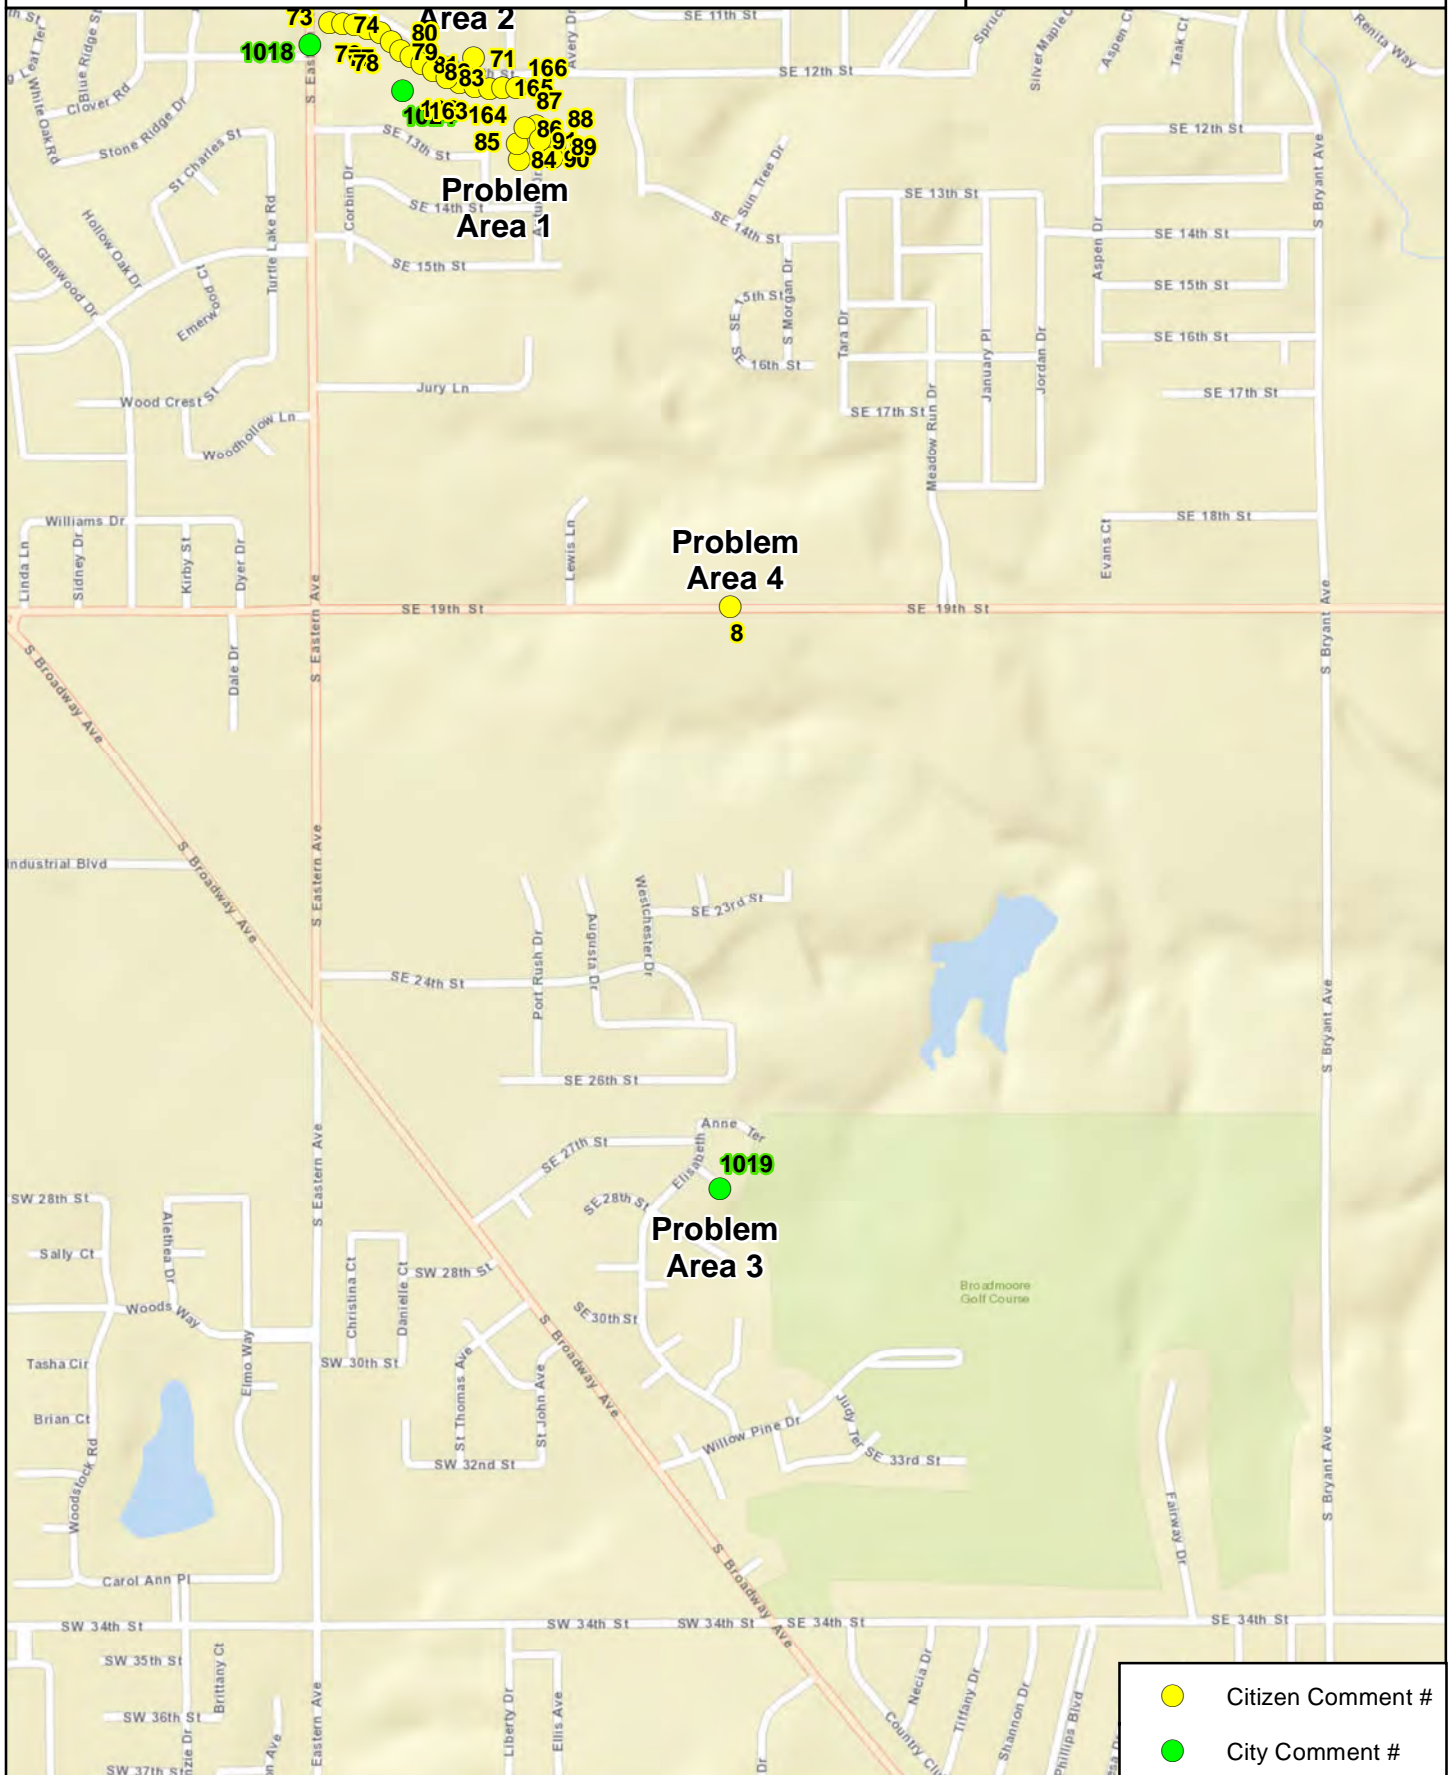 SE 11th St
Avery Dr
Silver Maple C
Aspen Ct
Teak Ct
Renita Way
73
74
Area 2
80
1018
78
79
83
71
166
165
SE 12th St
87
163
164
88
86
89
85
84
90
SE 12th St
Blue Ridge St
White Oak Rd
Clover Rd
Stone Ridge Dr
St Charles St
SE 13th St
Corbin Dr
Problem
Area 1
SE 14th St
SE 15th St
Sun Tree Dr
SE 14th St
SE 13th St
SE 14th St
S Bryant Ave
Aspen Dr
SE 15th St
SE 16th St
SE 17th St
Hollow Oak Dr
Turtle Lake Rd
Glenwood Dr
S Morgan Dr
SE 16th St
Tara Dr
January Pl
Jordan Dr
SE 17th St
Meadow Run Dr
Jury Ln
Wood Crest St
Woodhollow Ln
SE 18th St
Evans Ct
Williams Dr
Linda Ln
Sidney Dr
Kirby St
Dyer Dr
Lewis Ln
Problem
Area 4
S Eastern Ave
SE 19th St
SE 19th St
S Bryant Ave
8
Dale Dr
S Broadway Ave
Industrial Blvd
S Broadway Ave
S Eastern Ave
Port Rush Dr
Augusta Dr
Westchester Dr
SE 23rd St
SE 24th St
S Bryant Ave
SE 26th St
Anne Ter
S Eastern Ave
SE 27th St
Elisabeth
1019
SW 28th St
SE 28th St
Problem
Area 3
Sally Ct
Alethea Dr
Christina Ct
Danielle Ct
SW 28th St
Broadmoore
Golf Course
Woods Way
SE 30th St
S Broadway Ave
Tasha Cir
Elmo Way
SW 30th St
St Thomas Ave
St John Ave
Brian Ct
Woodstock Rd
Willow Pine Dr
Judy Ter
SE 33rd St
SW 32nd St
S Bryant Ave
Fairway Dr
Carol Ann Pl
S Broadway Ave
SW 34th St
SW 34th St
SW 34th St
SE 34th St
SE 34th St
SW 35th St
Brittany Ct
SW 36th St
SW 37th St
Eastern Ave
Liberty Dr
Ellis Ave
Dr
Necia Dr
Tiffany Dr
Shannon Dr
Phillips Blvd
Citizen Comment #
City Comment #